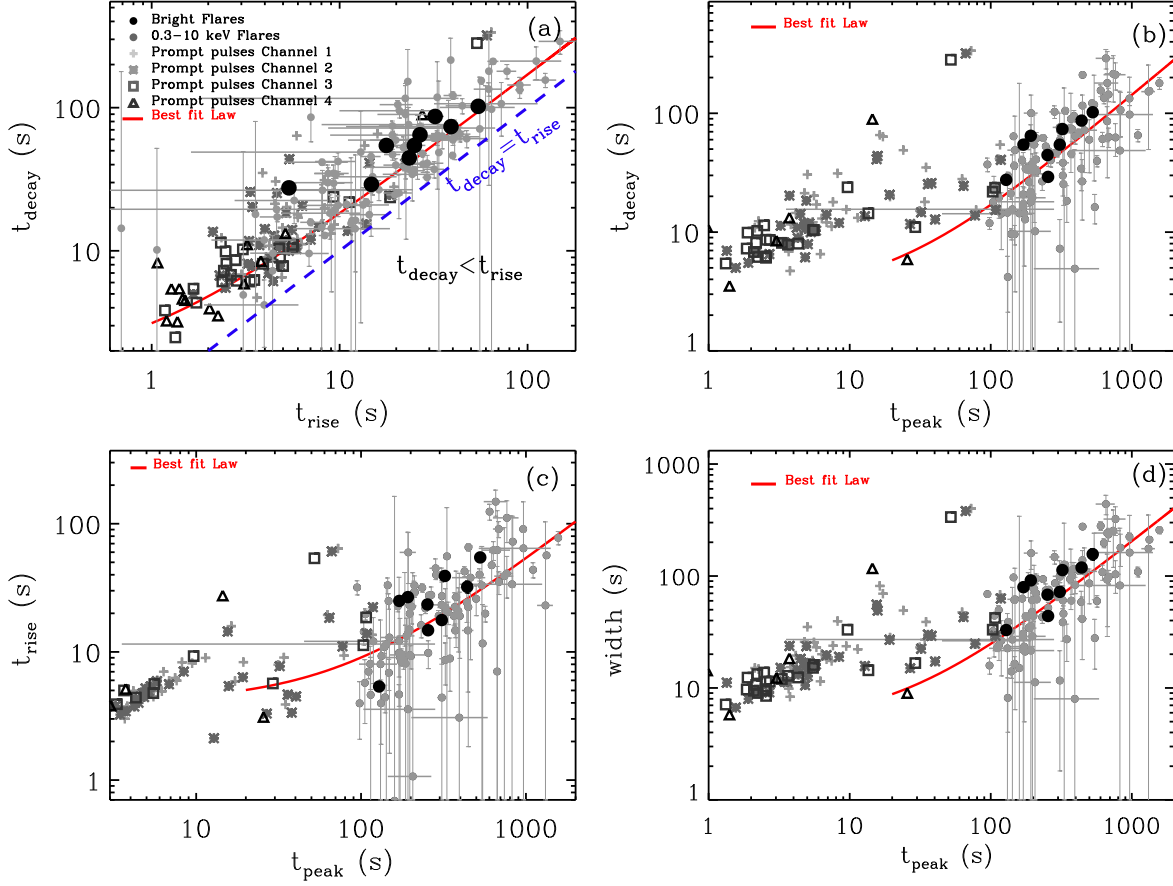 (a)
Bright Flares
0.3-10 keV Flares
Prompt pulses Channel 1
Prompt pulses Channel 2
Prompt pulses Channel 3
Prompt pulses Channel 4
Best fit Law
t_decay=t_rise
t_decay<t_rise
100
10
t_decay (s)
1 10 100
t_rise (s)
(b)
Best fit Law
100
10
1
t_decay (s)
1 10 100 1000
t_peak (s)
(c)
Best fit Law
100
10
1
t_rise (s)
10 100 1000
t_peak (s)
(d)
Best fit Law
1000
100
10
1
width (s)
1 10 100 1000
t_peak (s)